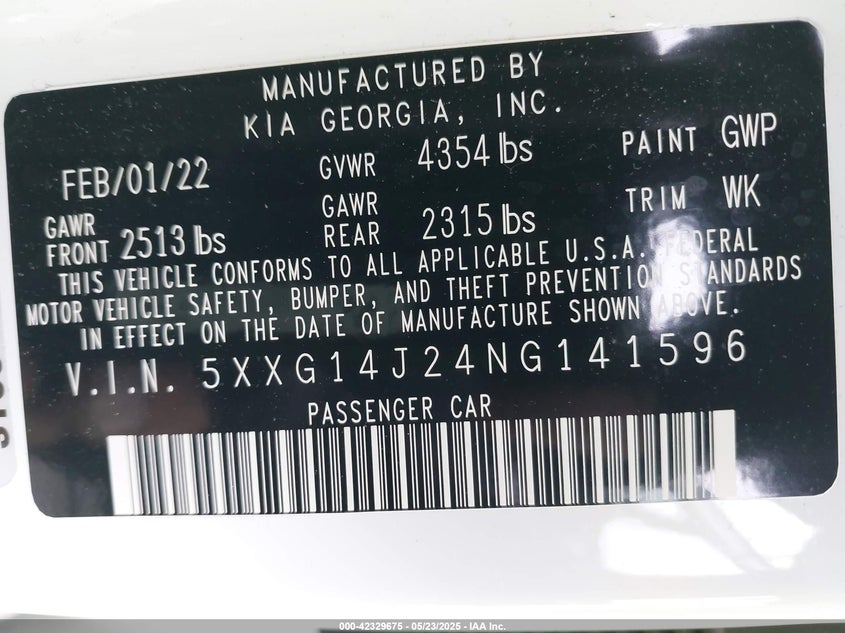 MANUFACTURED BY
KIA GEORGIA, INC.
FEB/01/22 GVWR 4354 lbs PAINT GWP
GAWR FRONT 2513 lbs GAWR REAR 2315 lbs TRIM WK
THIS VEHICLE CONFORMS TO ALL APPLICABLE U.S.A. FEDERAL
MOTOR VEHICLE SAFETY, BUMPER, AND THEFT PREVENTION STANDARDS
IN EFFECT ON THE DATE OF MANUFACTURE SHOWN ABOVE.
V.I.N. 5XXG14J24NG141596
PASSENGER CAR
000-42329675 - 05/23/2025 - IAA Inc.